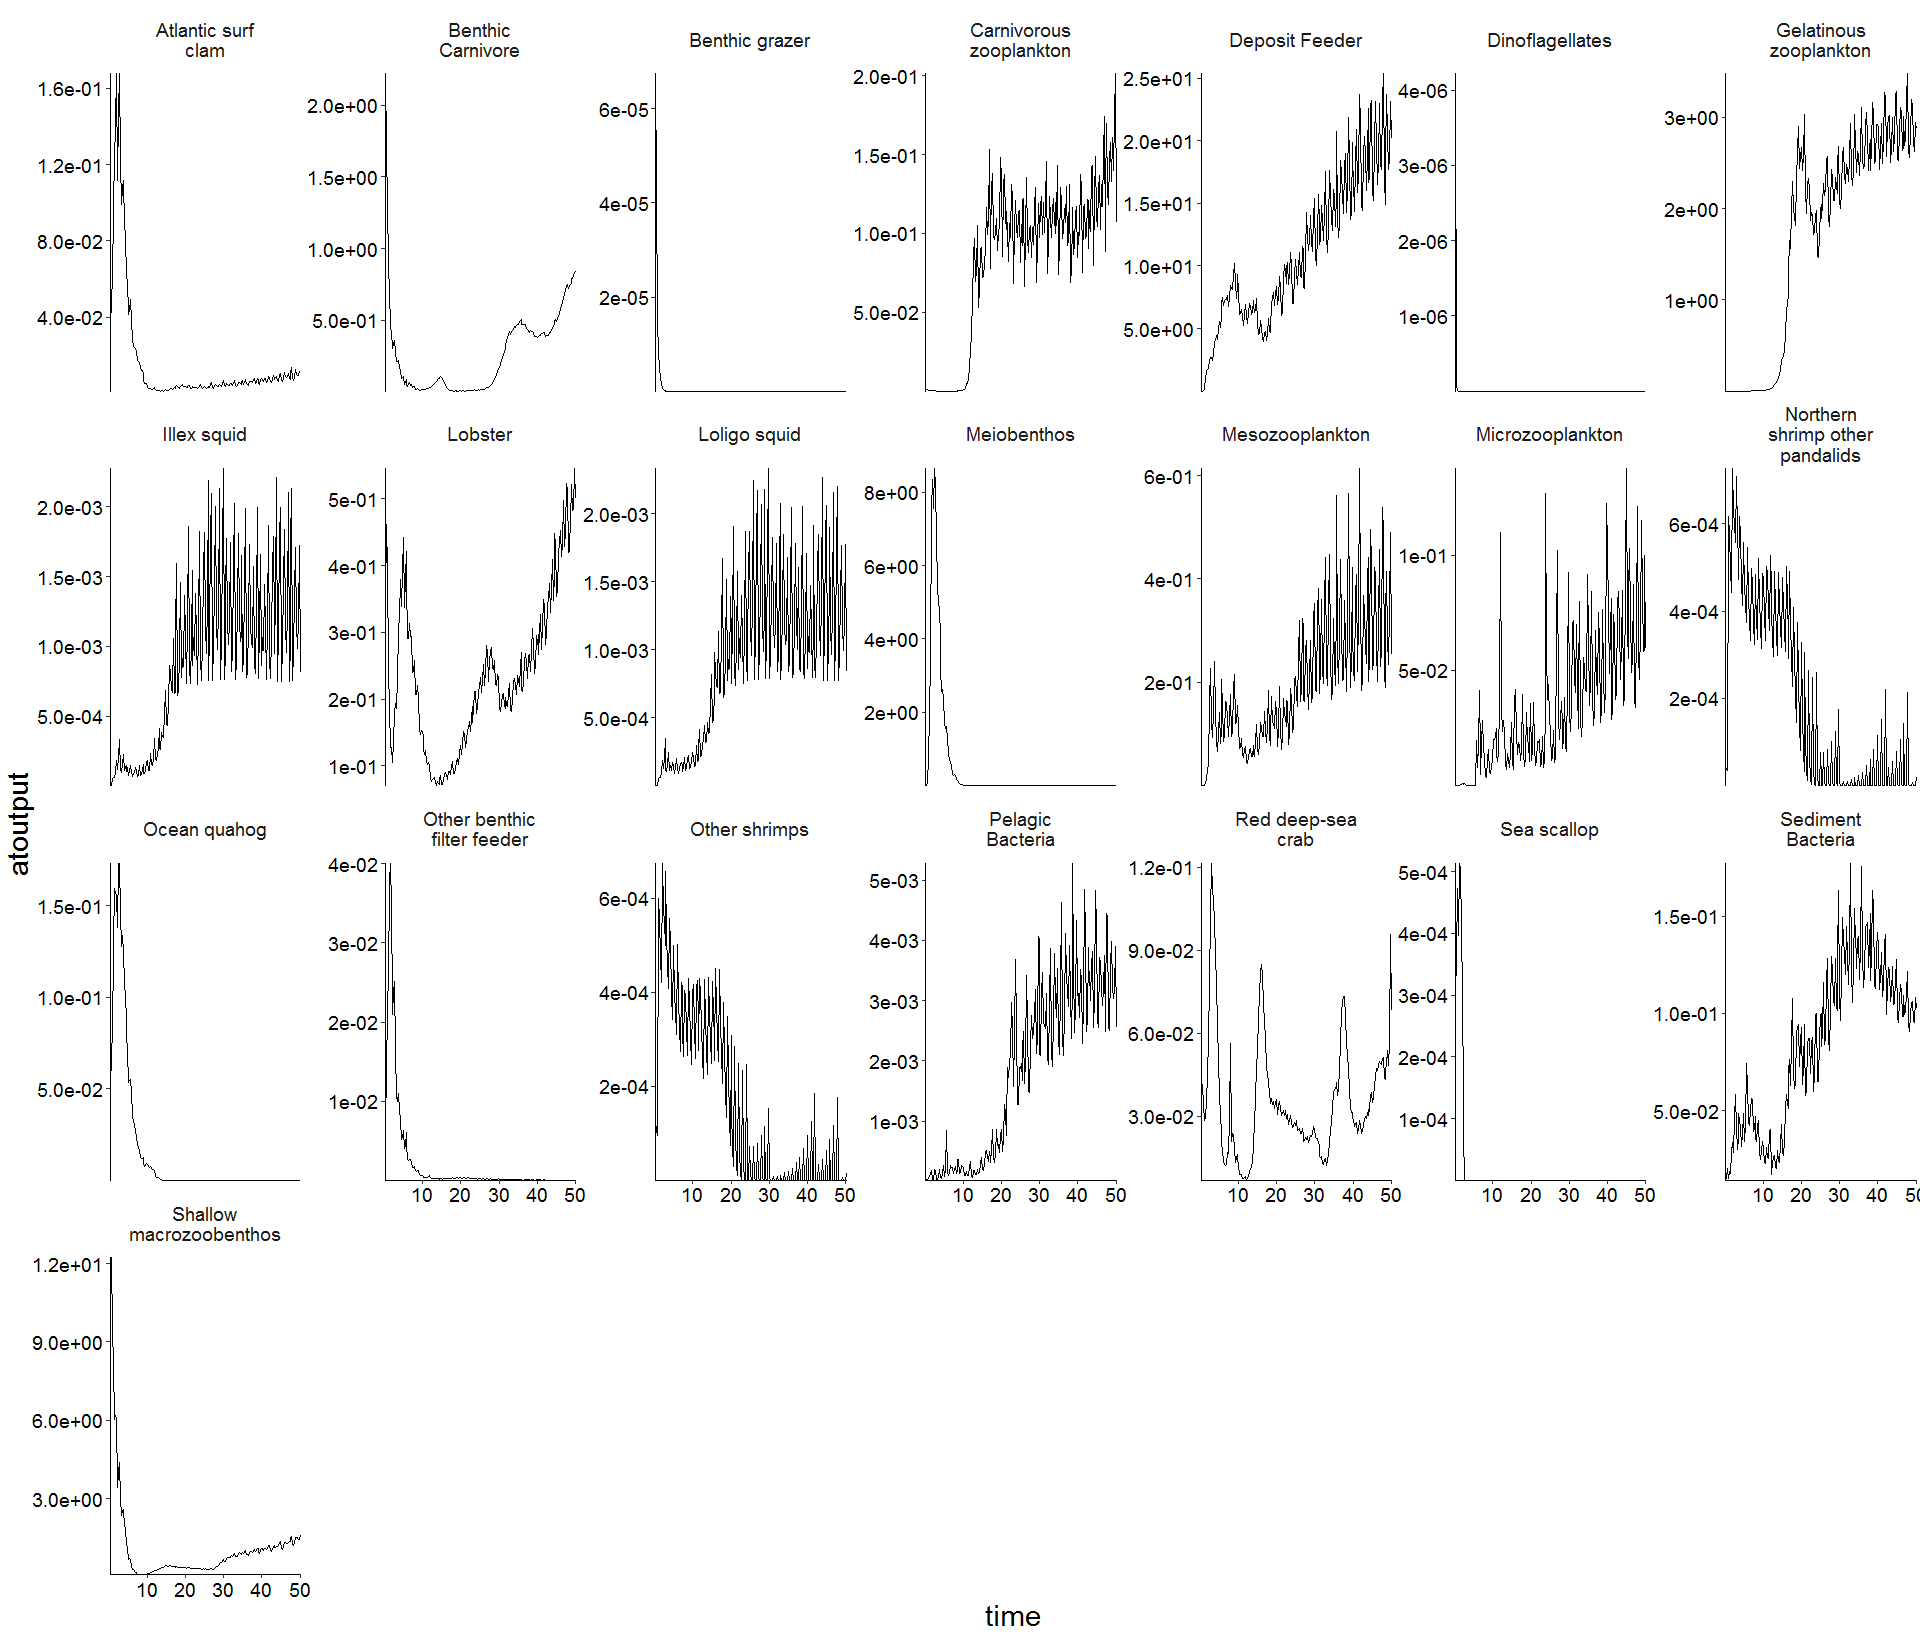 Atlantic surf
clam
Benthic
Carnivore
Benthic grazer
Carnivorous
zooplankton
Deposit Feeder
Dinoflagellates
Gelatinous
zooplankton
1.6e-01
1.2e-01
8.0e-02
4.0e-02
2.0e+00
1.5e+00
1.0e+00
5.0e-01
6e-05
4e-05
2e-05
2.0e-01
1.5e-01
1.0e-01
5.0e-02
2.5e+01
2.0e+01
1.5e+01
1.0e+01
5.0e+00
4e-06
3e-06
2e-06
1e-06
3e+00
2e+00
1e+00
Illex squid
Lobster
Loligo squid
Meiobenthos
Mesozooplankton
Microzooplankton
Northern
shrimp other
pandalids
2.0e-03
1.5e-03
1.0e-03
5.0e-04
5e-01
4e-01
3e-01
2e-01
1e-01
2.0e-03
1.5e-03
1.0e-03
5.0e-04
8e+00
6e+00
4e+00
2e+00
6e-01
4e-01
2e-01
1e-01
5e-02
6e-04
4e-04
2e-04
atoutput
Ocean quahog
Other benthic
filter feeder
Other shrimps
Pelagic
Bacteria
Red deep-sea
crab
Sea scallop
Sediment
Bacteria
1.5e-01
1.0e-01
5.0e-02
4e-02
3e-02
2e-02
1e-02
6e-04
4e-04
2e-04
5e-03
4e-03
3e-03
2e-03
1e-03
1.2e-01
9.0e-02
6.0e-02
3.0e-02
5e-04
4e-04
3e-04
2e-04
1e-04
1.5e-01
1.0e-01
5.0e-02
10 20 30 40 50
10 20 30 40 50
10 20 30 40 50
10 20 30 40 50
10 20 30 40 50
10 20 30 40 50
Shallow
macrozoobenthos
1.2e+01
9.0e+00
6.0e+00
3.0e+00
10 20 30 40 50
time